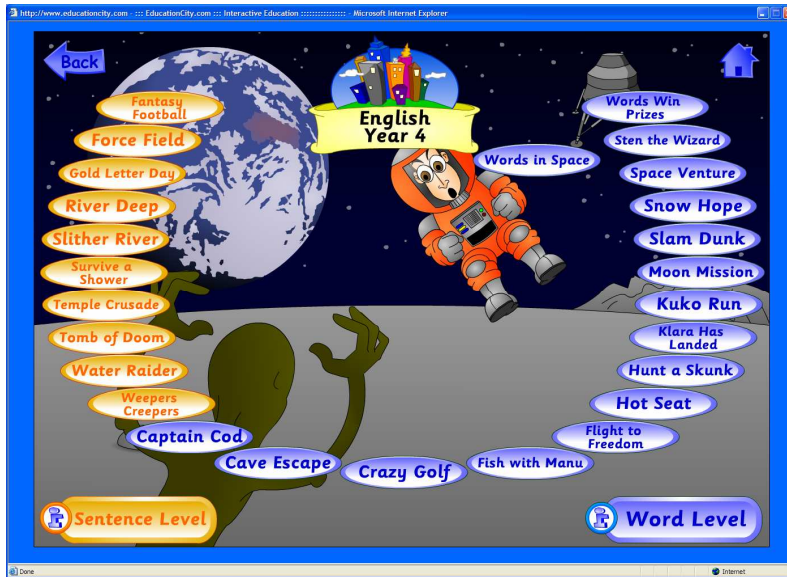 http://www.educationcity.com - ::: EducationCity.com ::: Interactive Education :::::::::::::::: - Microsoft Internet Explorer
Back
English
Year 4
Fantasy
Football
Force Field
Gold Letter Day
River Deep
Slither River
Survive a
Shower
Temple Crusade
Tomb of Doom
Water Raider
Weepers
Creepers
Captain Cod
Cave Escape
Crazy Golf
Fish with Manu
Flight to
Freedom
Hot Seat
Hunt a Skunk
Klara Has
Landed
Kuko Run
Moon Mission
Slam Dunk
Snow Hope
Space Venture
Sten the Wizard
Words Win
Prizes
Words in Space
Sentence Level
Word Level
Done
Internet